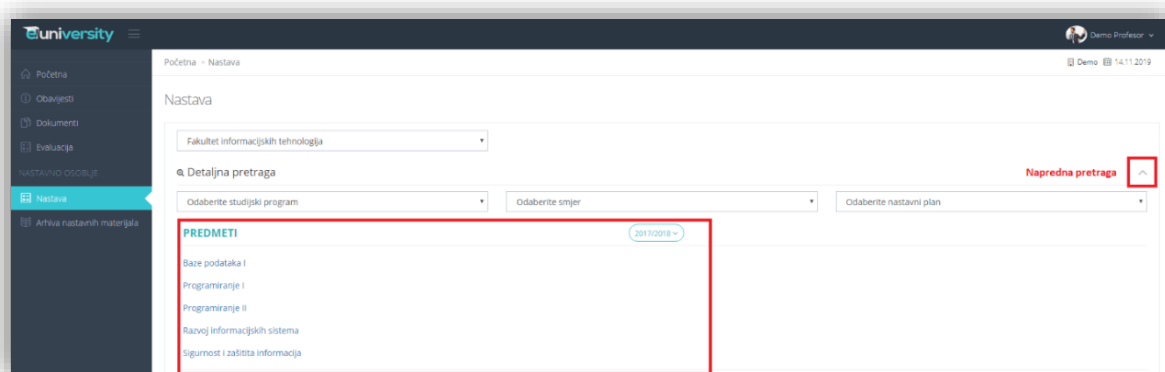 euniversity
Demo Profesor
Početna
Obavijesti
Dokumenti
Evaluacija
NASTAVNO OSOBLJE
Nastava
Arhiva nastavnih materijala
Početna - Nastava
Demo 14.11.2019
Nastava
Fakultet informacijskih tehnologija
Detaljna pretraga
Napredna pretraga
Odaberite studijski program
Odaberite smjer
Odaberite nastavni plan
PREDMETI
2017/2018
Baze podataka I
Programiranje I
Programiranje II
Razvoj informacijskih sistema
Sigurnost i zaštita informacija